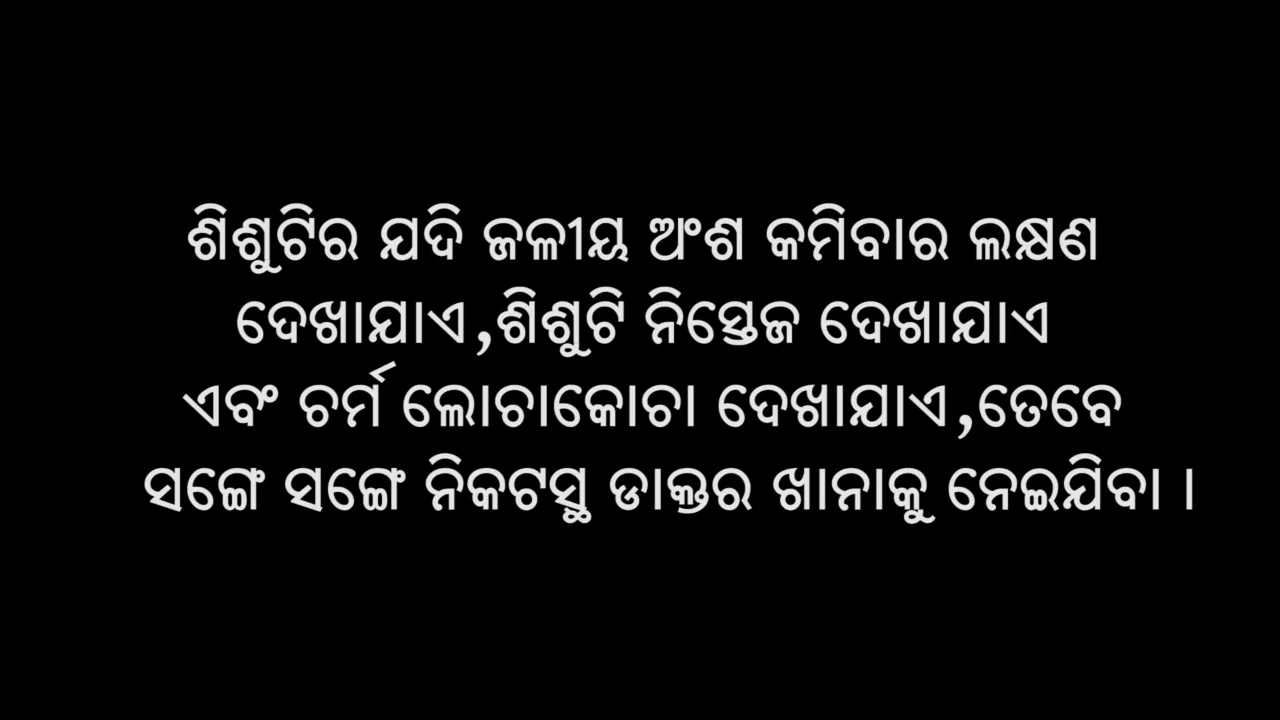 ଶିଶୁଟିର ଯଦି ଜଳୀୟ ଅଂଶ କମିବାର ଲକ୍ଷଣ
ଦେଖାଯାଏ,ଶିଶୁଟି ନିସ୍ତେଜ ଦେଖାଯାଏ
ଏବଂ ଚର୍ମ ଲୋଚାକୋଚା ଦେଖାଯାଏ,ତେବେ
ସଙ୍ଗେ ସଙ୍ଗେ ନିକଟସ୍ଥ ଡାକ୍ତର ଖାନାକୁ ନେଇଯିବା ।